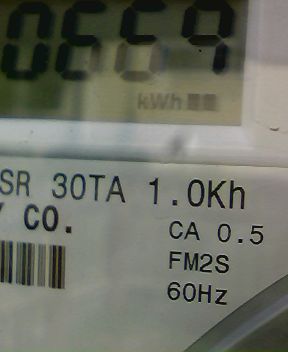 kWh
SR 30TA 1.0Kh
Y CO.
CA 0.5
FM2S
60Hz